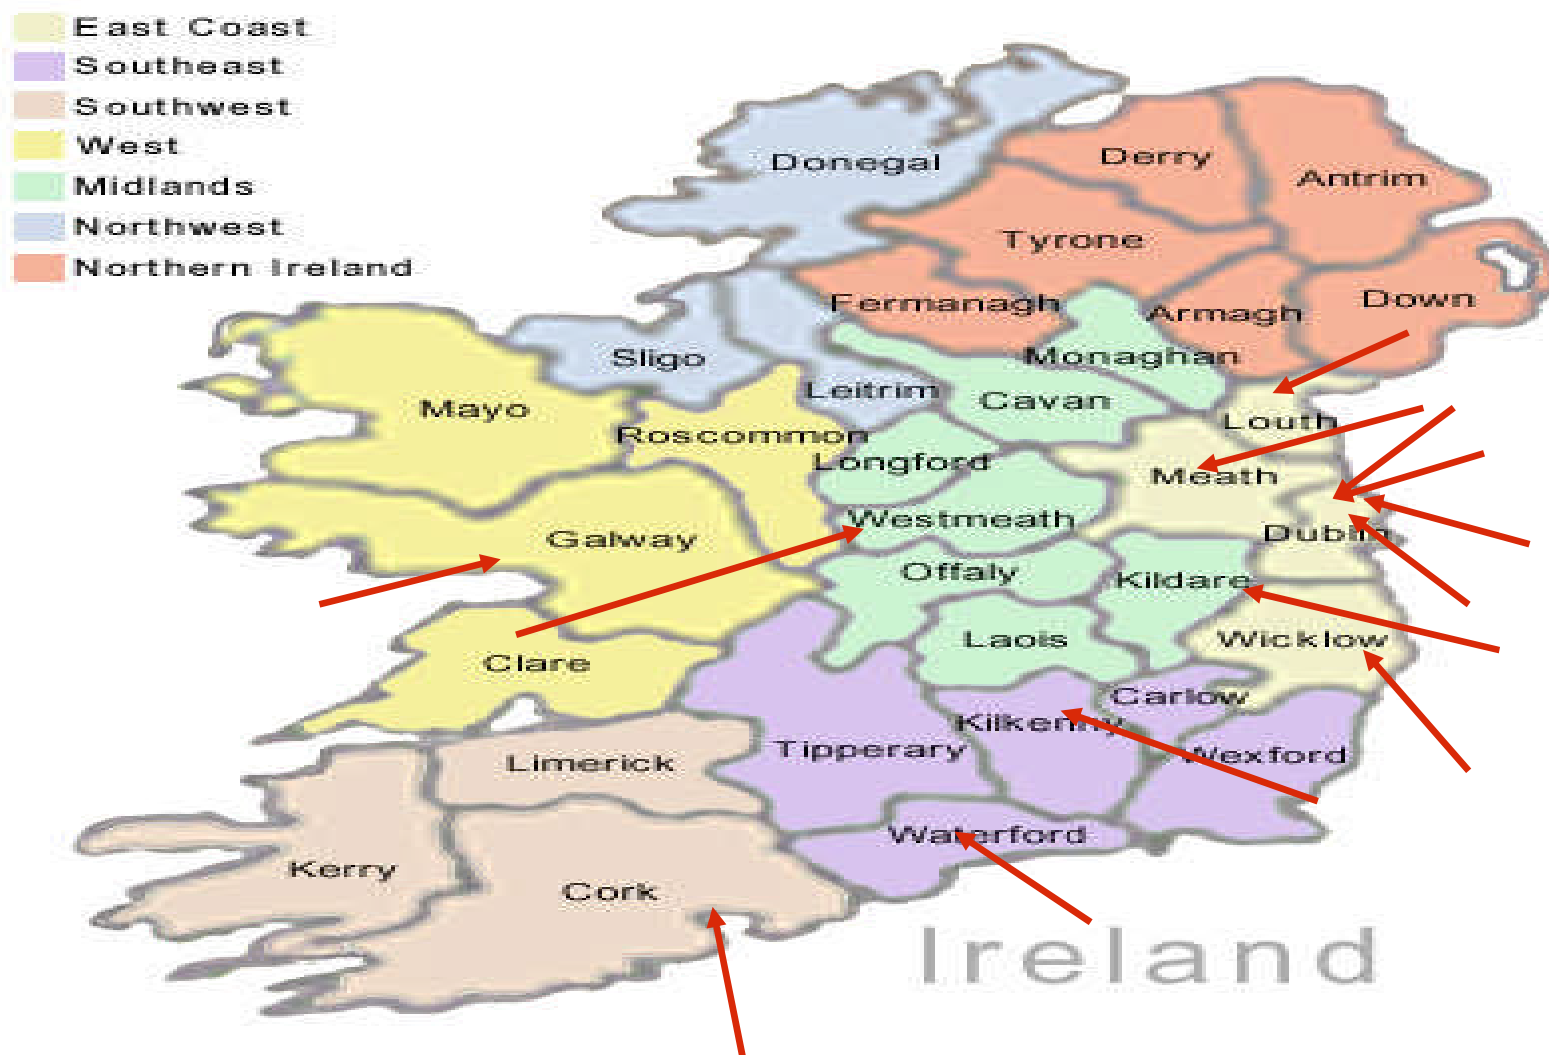 East Coast
Southeast
Southwest
West
Midlands
Northwest
Northern Ireland
Donegal
Derry
Antrim
Tyrone
Fermanagh
Armagh
Down
Monaghan
Sligo
Leitrim
Cavan
Mayo
Roscommon
Louth
Longford
Meath
Westmeath
Dublin
Galway
Offaly
Kildare
Laois
Wicklow
Clare
Carlow
Kilkenny
Tipperary
Wexford
Limerick
Waterford
Kerry
Cork
Ireland